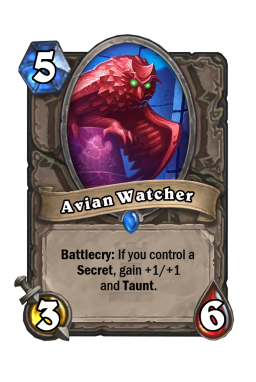 5
Avian Watcher
Battlecry: If you control a
Secret, gain +1/+1
and Taunt.
3
6